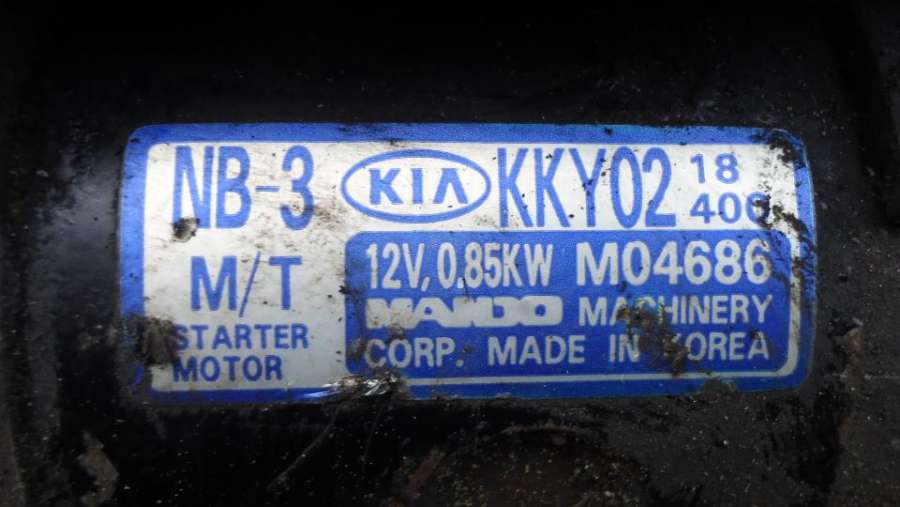 NB-3 KIA KKY02 18 400
M/T 12V, 0.85KW M04686
STARTER MANDO MACHINERY
MOTOR CORP. MADE IN KOREA